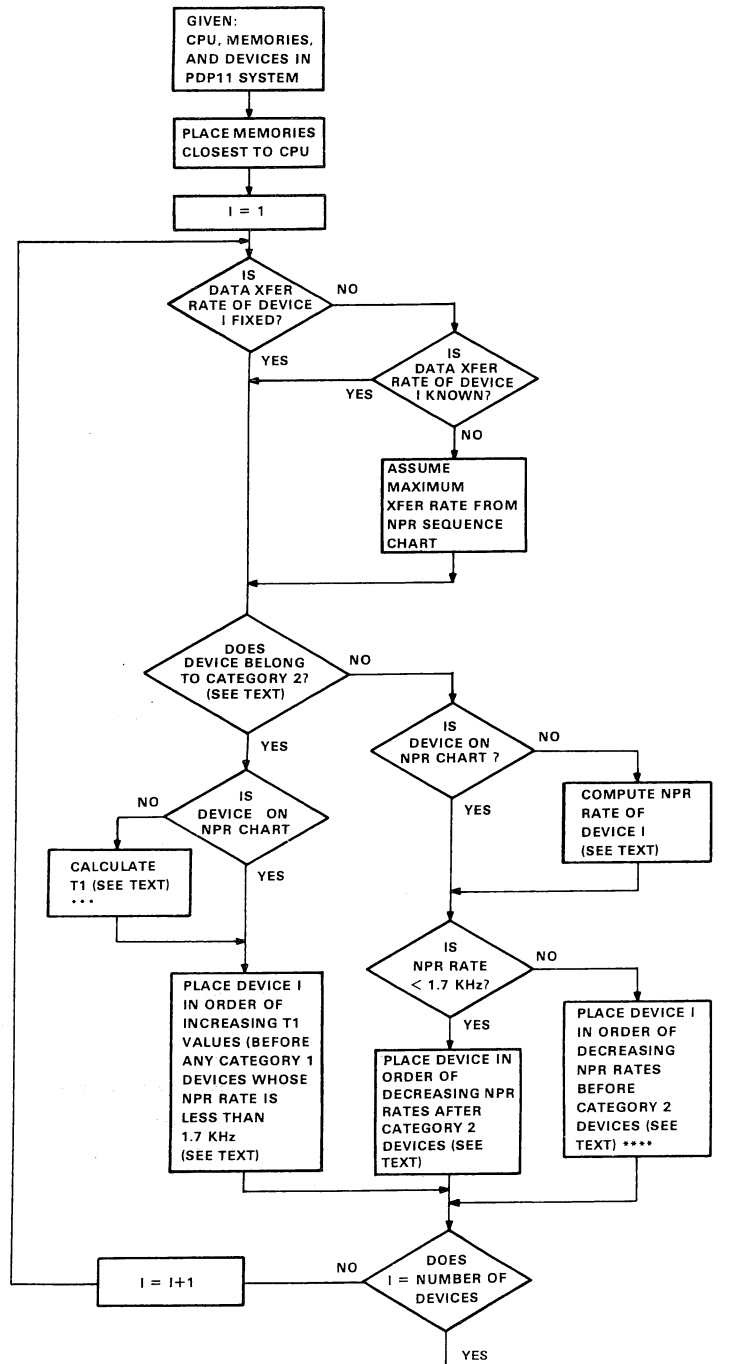 GIVEN:
CPU, MEMORIES,
AND DEVICES IN
PDP11 SYSTEM
PLACE MEMORIES
CLOSEST TO CPU
I = 1
IS
DATA XFER
RATE OF DEVICE
I FIXED?
NO
YES
IS
DATA XFER
RATE OF DEVICE
I KNOWN?
YES
NO
ASSUME
MAXIMUM
XFER RATE FROM
NPR SEQUENCE
CHART
DOES
DEVICE BELONG
TO CATEGORY 2?
(SEE TEXT)
NO
YES
IS
DEVICE ON
NPR CHART ?
NO
YES
COMPUTE NPR
RATE OF
DEVICE I
(SEE TEXT)
IS
DEVICE ON
NPR CHART
NO
YES
CALCULATE
T1 (SEE TEXT)
***
IS
NPR RATE
< 1.7 KHz?
NO
YES
PLACE DEVICE I
IN ORDER OF
INCREASING T1
VALUES (BEFORE
ANY CATEGORY 1
DEVICES WHOSE
NPR RATE IS
LESS THAN
1.7 KHz
(SEE TEXT)
PLACE DEVICE IN
ORDER OF
DECREASING NPR
RATES AFTER
CATEGORY 2
DEVICES (SEE
TEXT)
PLACE DEVICE I
IN ORDER OF
DECREASING
NPR RATES
BEFORE
CATEGORY 2
DEVICES (SEE
TEXT) ****
DOES
I = NUMBER OF
DEVICES
NO
I = I+1
YES